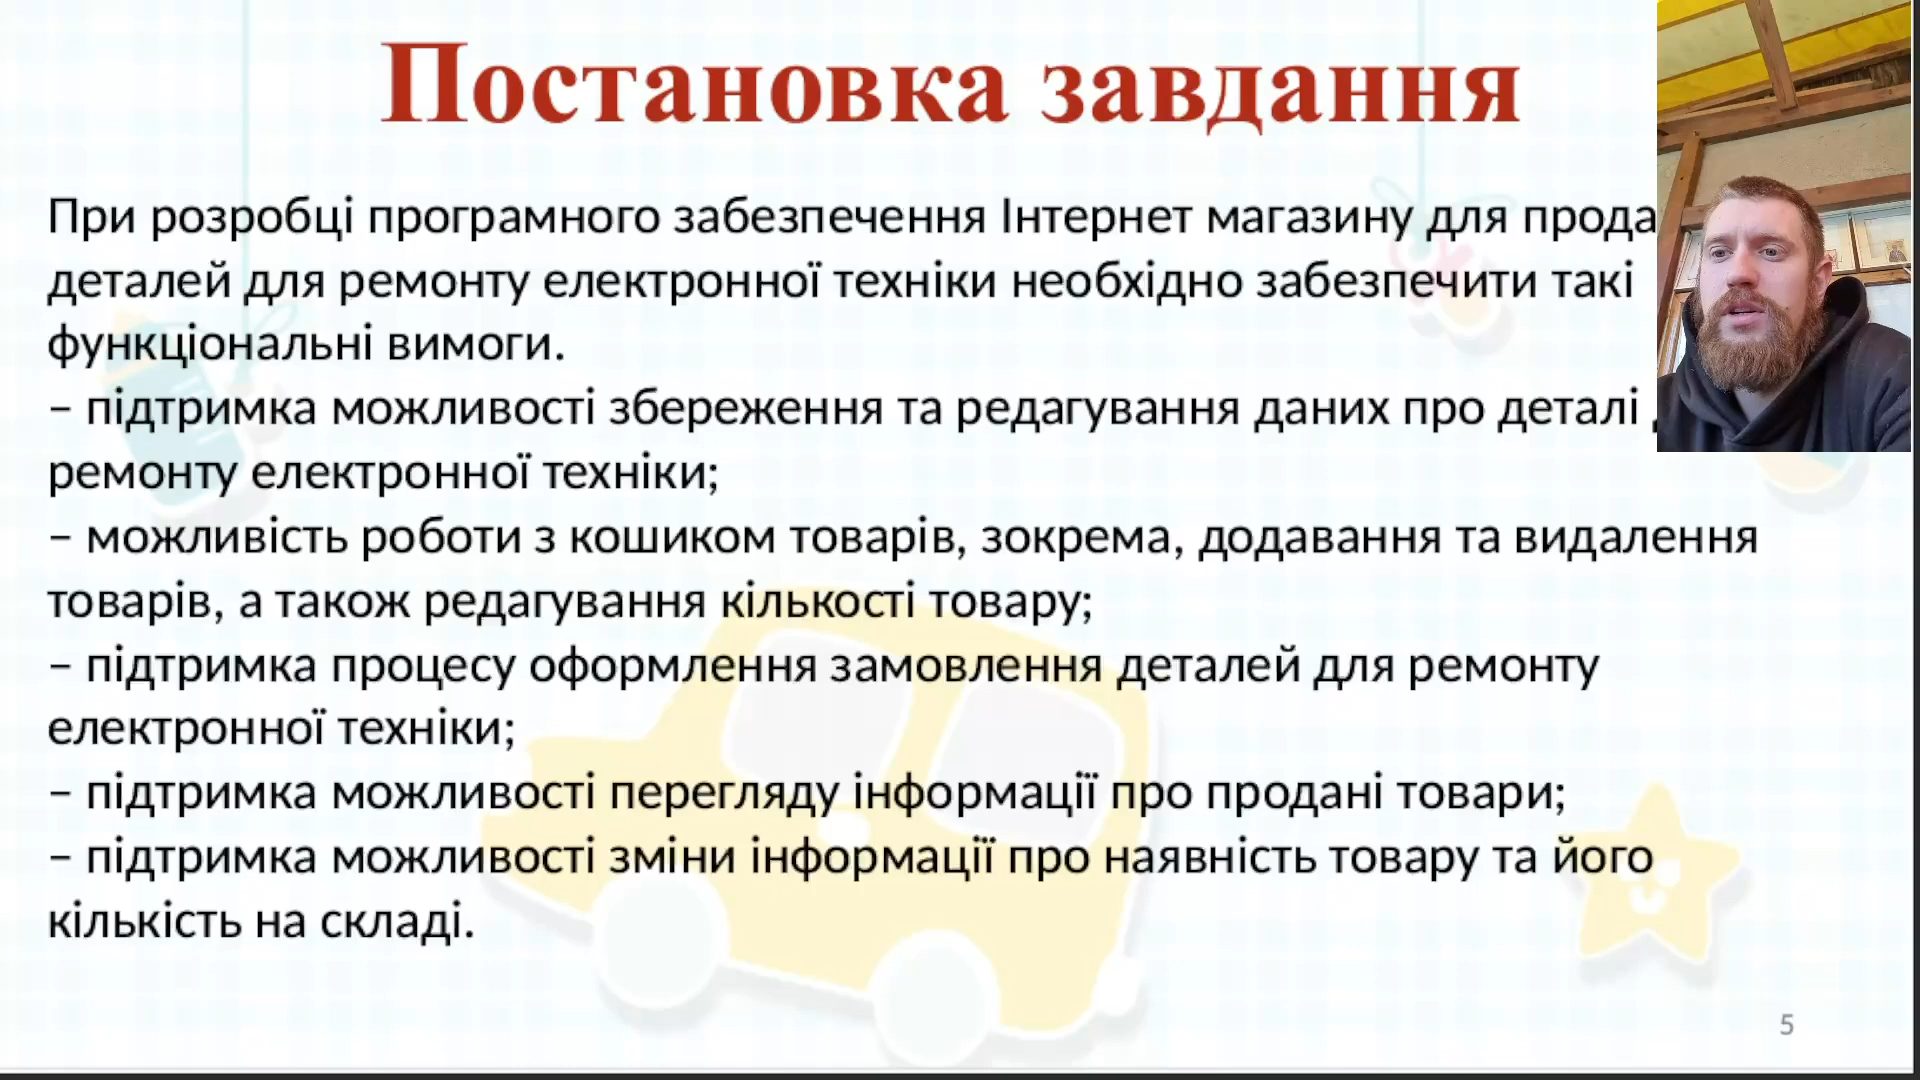 Постановка завдання
При розробці програмного забезпечення Інтернет магазину для прода
деталей для ремонту електронної техніки необхідно забезпечити такі
функціональні вимоги.
– підтримка можливості збереження та редагування даних про деталі
ремонту електронної техніки;
– можливість роботи з кошиком товарів, зокрема, додавання та видалення
товарів, а також редагування кількості товару;
– підтримка процесу оформлення замовлення деталей для ремонту
електронної техніки;
– підтримка можливості перегляду інформації про продані товари;
– підтримка можливості зміни інформації про наявність товару та його
кількість на складі.
5